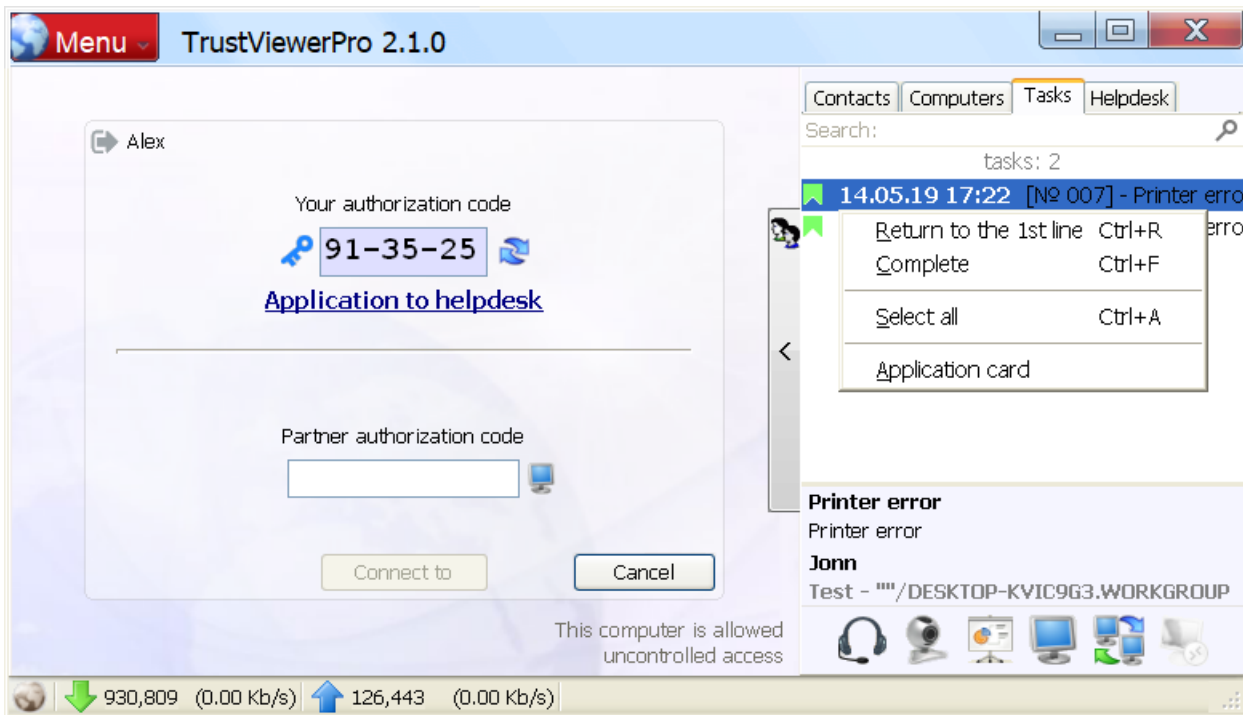 Menu TrustViewerPro 2.1.0
Alex
Your authorization code
91-35-25
Application to helpdesk
Partner authorization code
Connect to Cancel
This computer is allowed
uncontrolled access
Contacts Computers Tasks Helpdesk
Search:
tasks: 2
14.05.19 17:22 [№ 007] - Printer erro
erro
Return to the 1st line Ctrl+R
Complete Ctrl+F
Select all Ctrl+A
Application card
Printer error
Printer error
Jonn
Test - ""/DESKTOP-KVIC9G3.WORKGROUP
930,809 (0.00 Kb/s) 126,443 (0.00 Kb/s)